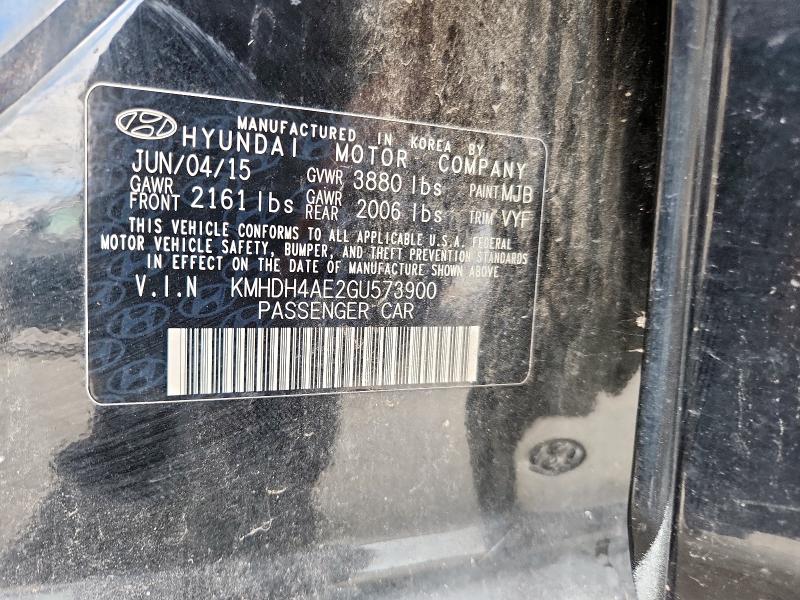 MANUFACTURED IN KOREA BY
HYUNDAI MOTOR COMPANY
JUN/04/15 GVWR 3880 lbs PAINT MJB
GAWR FRONT 2161 lbs GAWR REAR 2006 lbs TRIM VYF
THIS VEHICLE CONFORMS TO ALL APPLICABLE U.S.A. FEDERAL
MOTOR VEHICLE SAFETY, BUMPER, AND THEFT PREVENTION STANDARDS
IN EFFECT ON THE DATE OF MANUFACTURE SHOWN ABOVE
V.I.N KMHDH4AE2GU573900
PASSENGER CAR